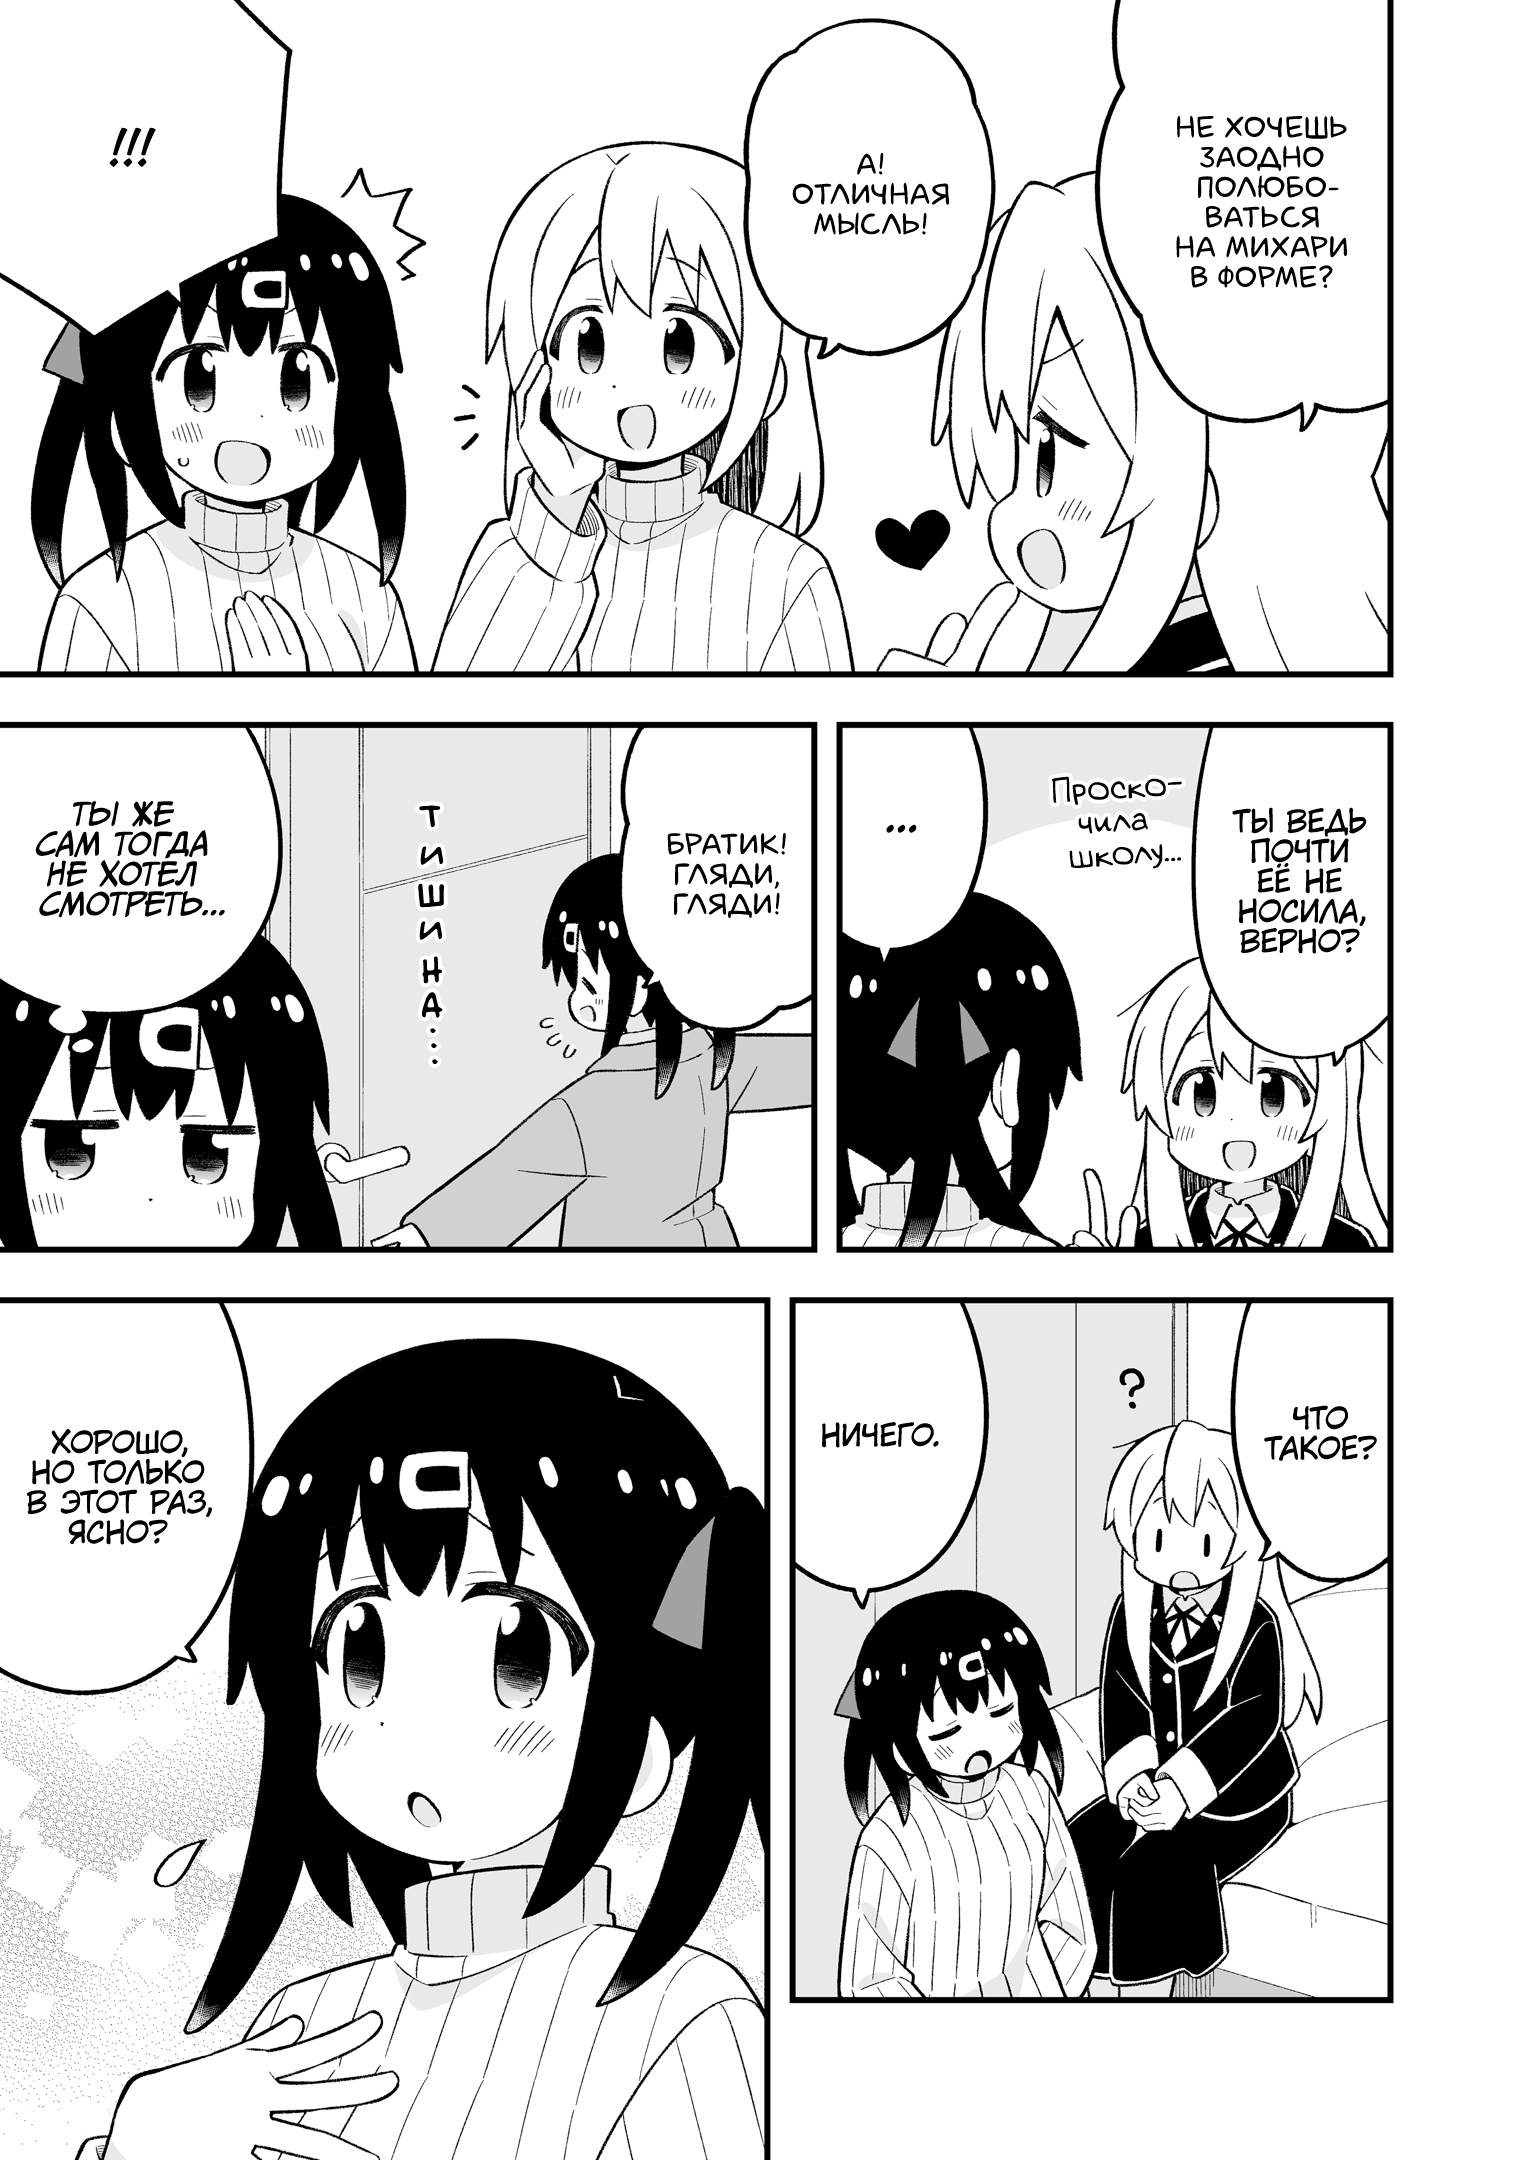 НЕ ХОЧЕШЬ
ЗАОДНО
ПОЛЮБО-
ВАТЬСЯ
НА МИХАРИ
В ФОРМЕ?
А!
ОТЛИЧНАЯ
МЫСЛЬ!
!!!
ТЫ ВЕДЬ
ПОЧТИ
ЕЁ НЕ
НОСИЛА,
ВЕРНО?
Проско-
чила
школу...
...
БРАТИК!
ГЛЯДИ,
ГЛЯДИ!
ТИШИНА...
ТЫ ЖЕ
САМ ТОГДА
НЕ ХОТЕЛ
СМОТРЕТЬ...
ЧТО
ТАКОЕ?
?
НИЧЕГО.
ХОРОШО,
НО ТОЛЬКО
В ЭТОТ РАЗ,
ЯСНО?